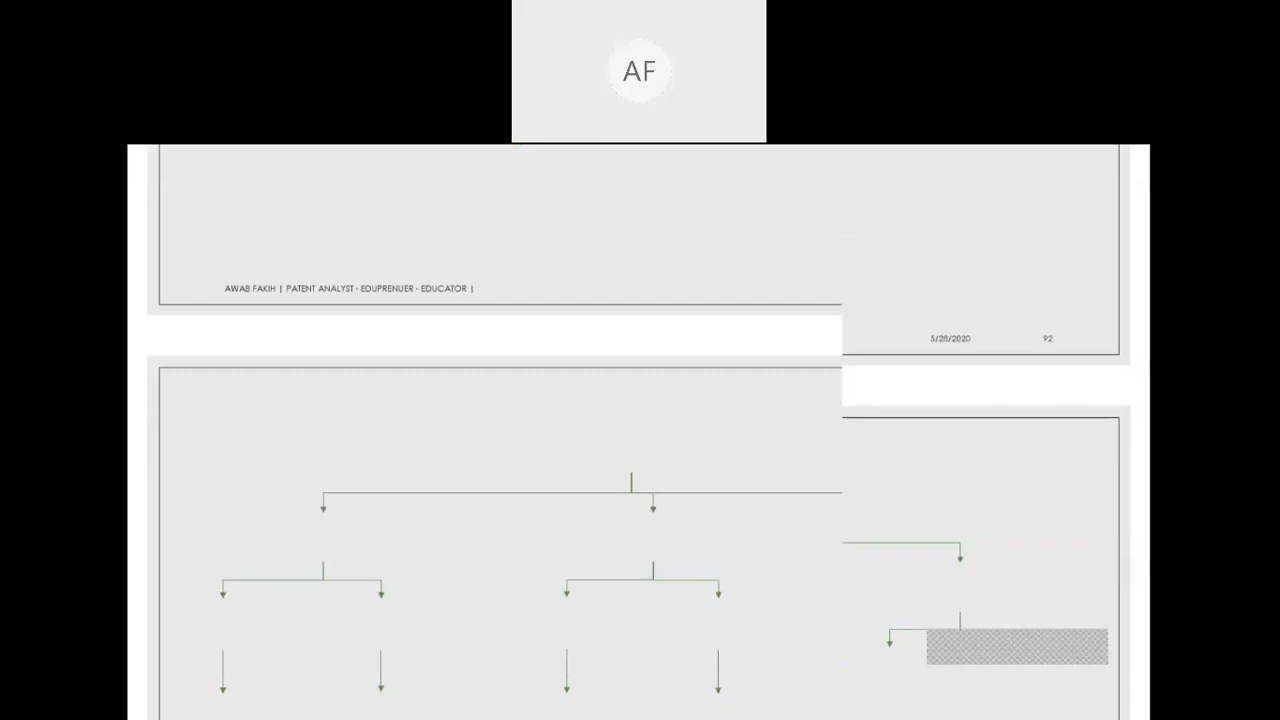 AF
AWAB FAKIH | PATENT ANALYST - EDUPRENUER - EDUCATOR |
5/28/2020 92